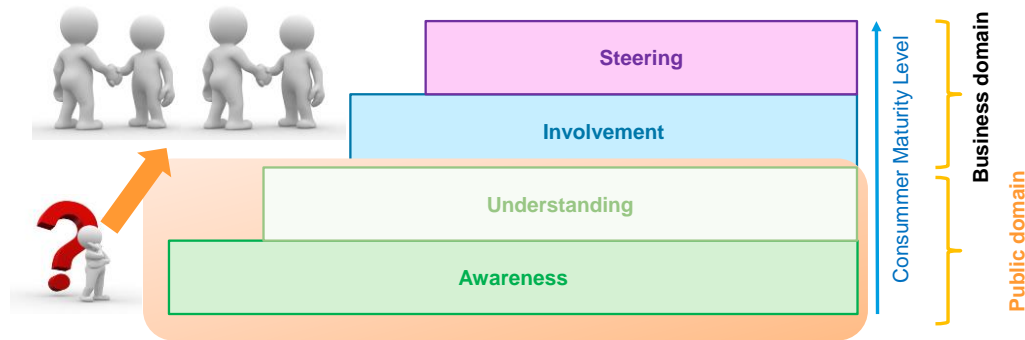 Steering
Involvement
Understanding
Awareness
Consummer Maturity Level
Business domain
Public domain
?